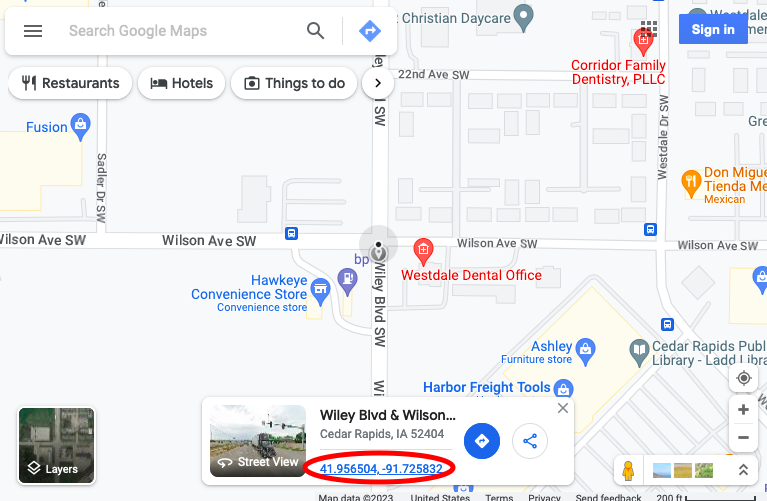 t Christian Daycare
Westdale
Search Google Maps
Sign in
22nd Ave SW
Corridor Family
Dentistry, PLLC
Restaurants
Hotels
Things to do
Fusion
Sadler Dr SW
Westdale Dr SW
Gre
Don Migue
Tienda Me
Mexican
Wilson Ave SW
Wilson Ave SW
Wilson Ave SW
Wilson Ave SW
bp
Westdale Dental Office
Hawkeye
Convenience Store
Convenience store
Wiley Blvd SW
Ashley
Furniture store
Cedar Rapids Publ
Library - Ladd Libra
Harbor Freight Tools
Wi
Wiley Blvd & Wilson...
Cedar Rapids, IA 52404
41.956504, -91.725832
Street View
Layers
Map data ©2023
United States
Terms
Privacy
Send feedback
200 ft